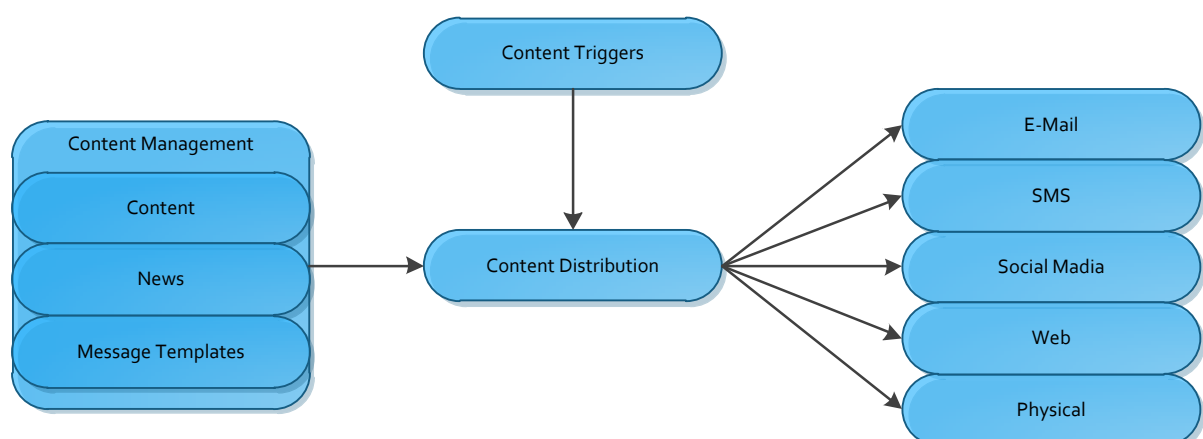 Content Triggers
Content Management
Content
News
Message Templates
Content Distribution
E-Mail
SMS
Social Madia
Web
Physical